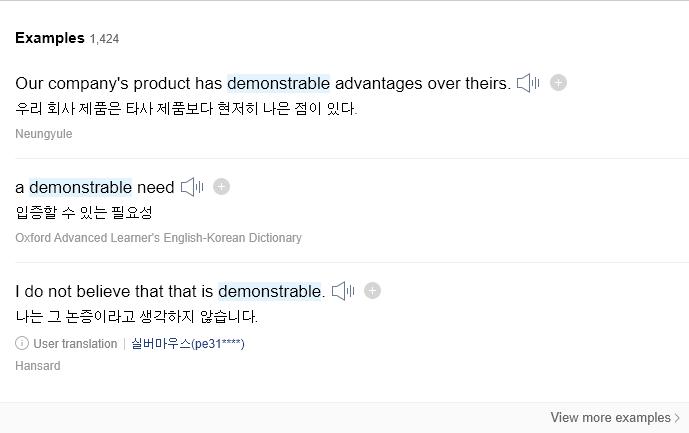 Examples 1,424
Our company's product has demonstrable advantages over theirs.
우리 회사 제품은 타사 제품보다 현저히 나은 점이 있다.
Neungyule
a demonstrable need
입증할 수 있는 필요성
Oxford Advanced Learner's English-Korean Dictionary
I do not believe that that is demonstrable.
나는 그 논증이라고 생각하지 않습니다.
User translation | 실버마우스(pe31****)
Hansard
View more examples >